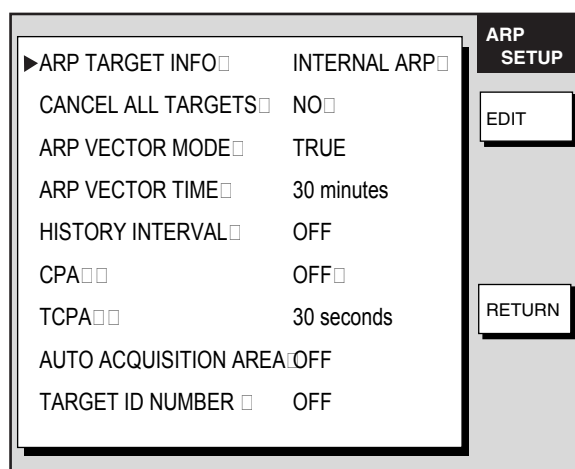 ARP
SETUP
▶ARP TARGET INFO□ INTERNAL ARP□
CANCEL ALL TARGETS□ NO□
ARP VECTOR MODE□ TRUE
ARP VECTOR TIME□ 30 minutes
HISTORY INTERVAL□ OFF
CPA□□ OFF□
TCPA□□ 30 seconds
AUTO ACQUISITION AREA□OFF
TARGET ID NUMBER □ OFF
EDIT
RETURN